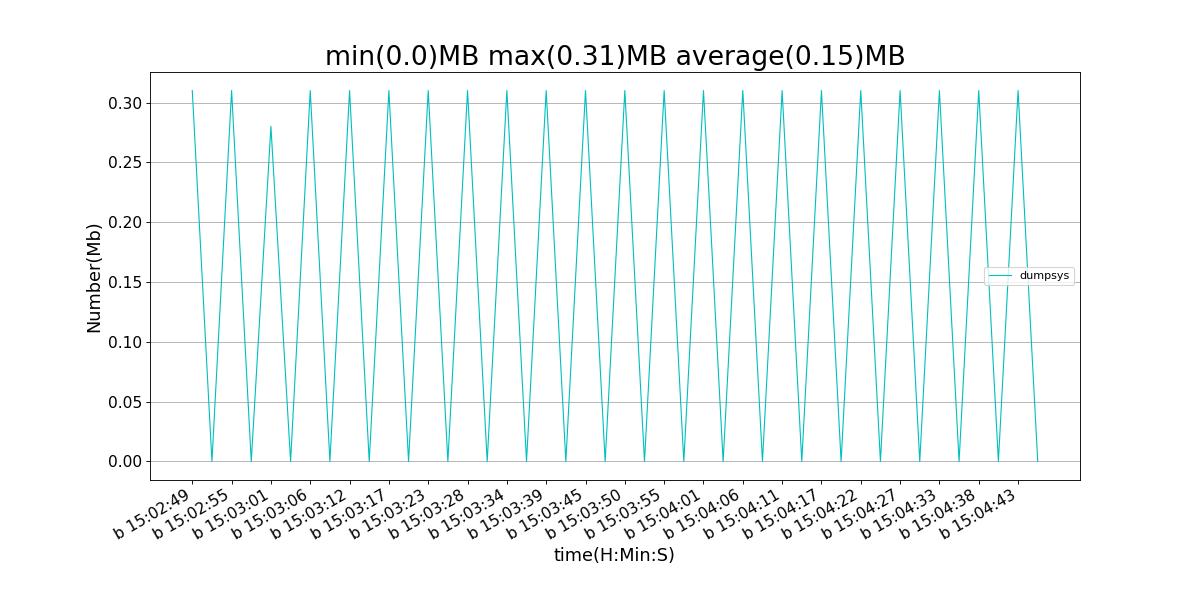 min(0.0)MB max(0.31)MB average(0.15)MB
0.30
0.25
0.20
0.15
0.10
0.05
0.00
Number(Mb)
dumpsys
b 15:02:49
b 15:02:55
b 15:03:01
b 15:03:06
b 15:03:12
b 15:03:17
b 15:03:23
b 15:03:28
b 15:03:34
b 15:03:39
b 15:03:45
b 15:03:50
b 15:03:55
b 15:04:01
b 15:04:06
b 15:04:11
b 15:04:17
b 15:04:22
b 15:04:27
b 15:04:33
b 15:04:38
b 15:04:43
time(H:Min:S)